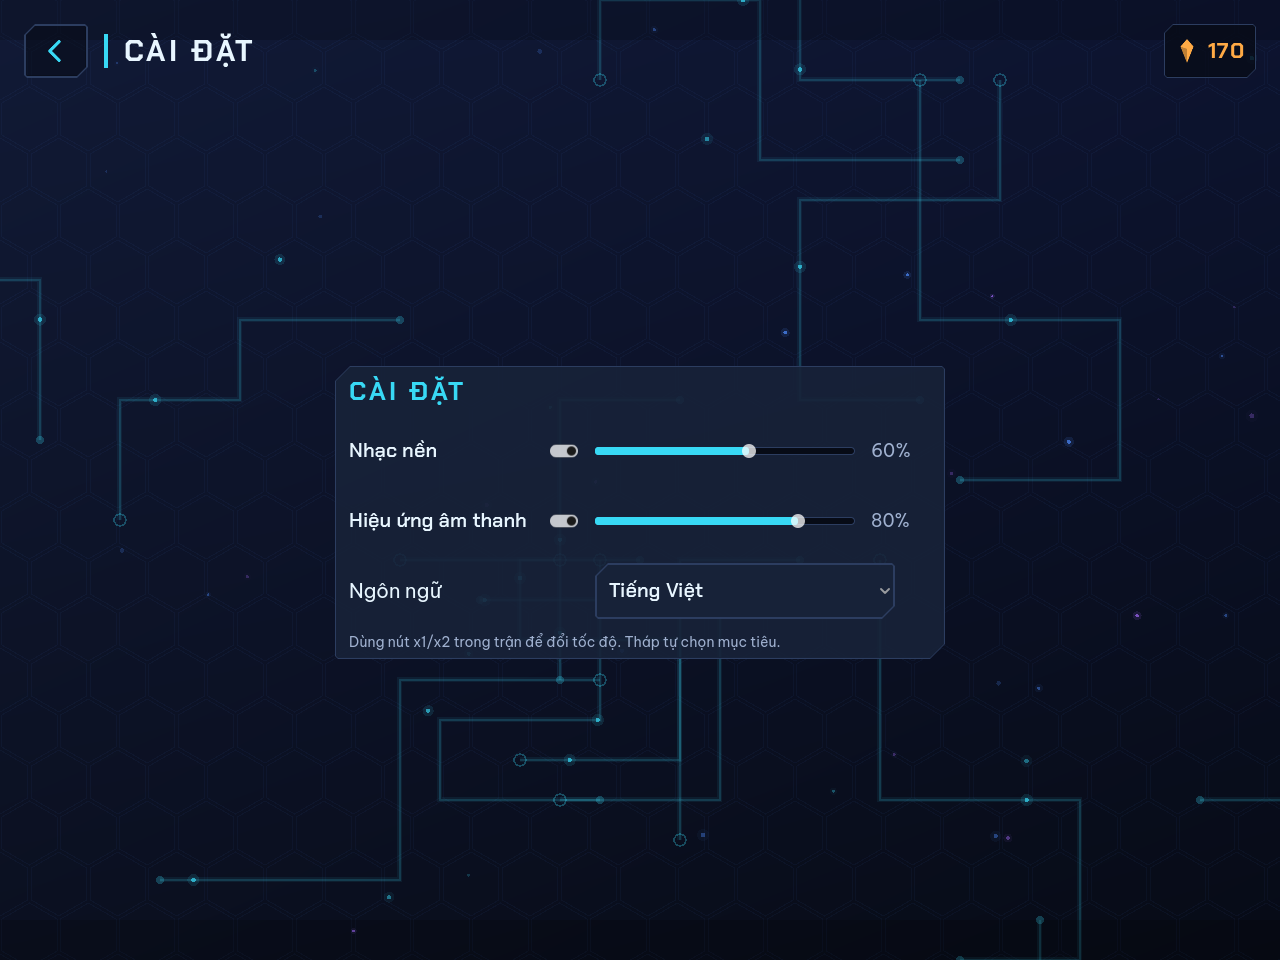 CÀI ĐẶT
170
CÀI ĐẶT
Nhạc nền 60%
Hiệu ứng âm thanh 80%
Ngôn ngữ Tiếng Việt
Dùng nút x1/x2 trong trận để đổi tốc độ. Tháp tự chọn mục tiêu.